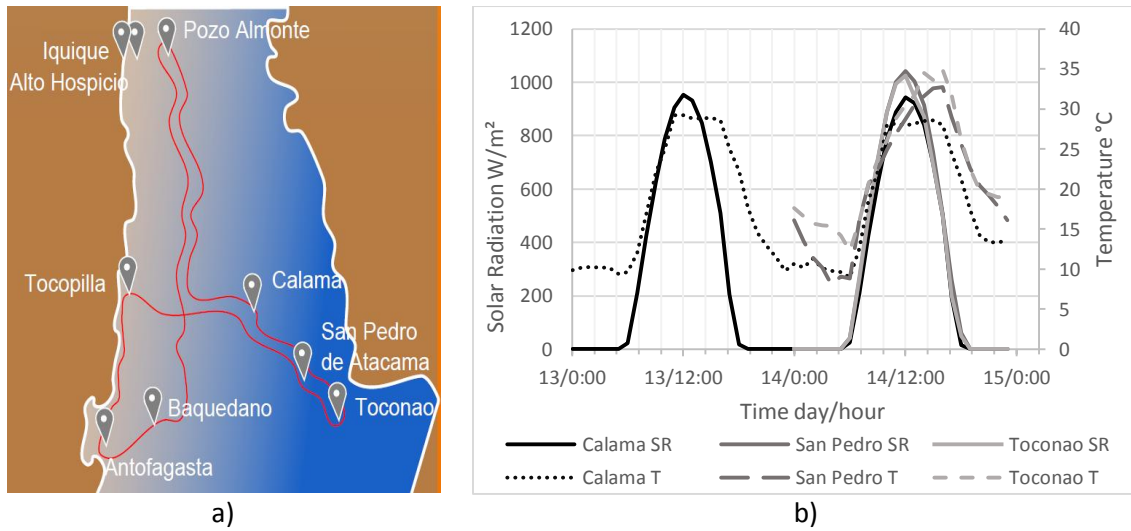 Pozo Almonte
Iquique
Alto Hospicio
Tocopilla
Calama
San Pedro
de Atacama
Baquedano
Toconao
Antofagasta
a)
1200
1000
800
600
400
200
0
Solar Radiation W/m²
40
35
30
25
20
15
10
5
0
Temperature °C
13/0:00 13/12:00 14/0:00 14/12:00 15/0:00
Time day/hour
Calama SR San Pedro SR Toconao SR
Calama T San Pedro T Toconao T
b)